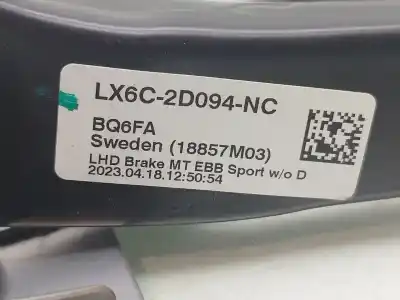 LX6C-2D094-NC
BQ6FA
Sweden (18857M03)
LHD Brake MT EBB Sport w/o D
2023.04.18.12:50:54